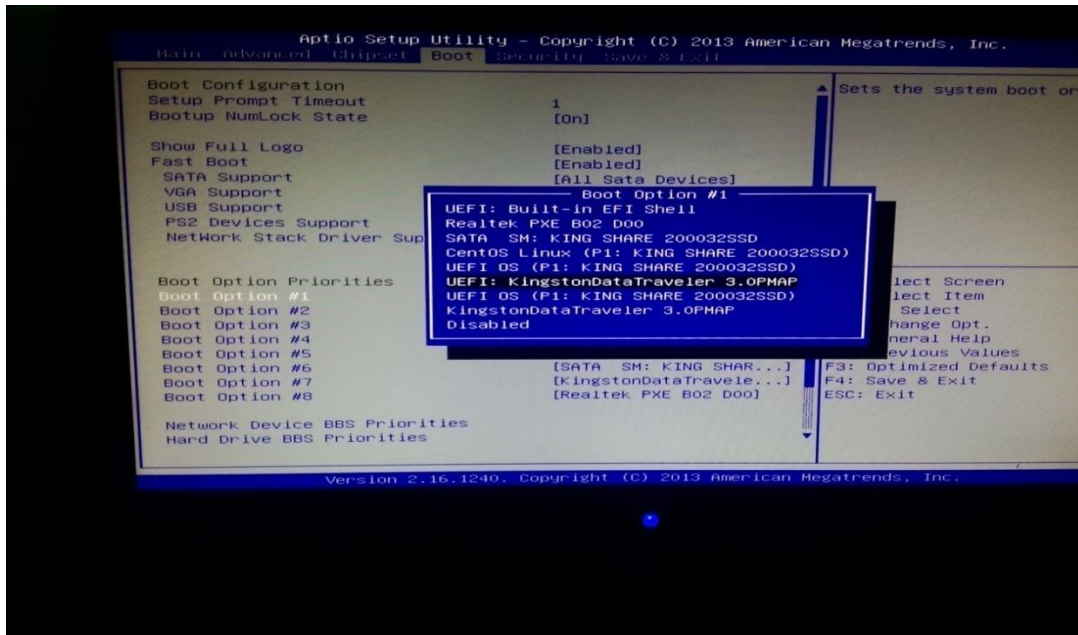 Aptio Setup Utility - Copyright (C) 2013 American Megatrends, Inc.
Main Advanced Chipset Boot Security Save & Exit
Boot Configuration
Setup Prompt Timeout 1
Bootup NumLock State [On]
Show Full Logo [Enabled]
Fast Boot [Enabled]
SATA Support [All Sata Devices]
VGA Support
USB Support
PS2 Devices Support
NetWork Stack Driver Sup
Boot Option Priorities
Boot Option #1
Boot Option #2
Boot Option #3
Boot Option #4
Boot Option #5
Boot Option #6 [SATA SM: KING SHAR...]
Boot Option #7 [KingstonDataTravele...]
Boot Option #8 [Realtek PXE B02 D00]
Network Device BBS Priorities
Hard Drive BBS Priorities
Boot Option #1
UEFI: Built-in EFI Shell
Realtek PXE B02 D00
SATA SM: KING SHARE 200032SSD
CentOS Linux (P1: KING SHARE 200032SSD)
UEFI OS (P1: KING SHARE 200032SSD)
UEFI: KingstonDataTraveler 3.0PMAP
UEFI OS (P1: KING SHARE 200032SSD)
KingstonDataTraveler 3.0PMAP
Disabled
Sets the system boot or
lect Screen
lect Item
Select
hange Opt.
neral Help
evious Values
F3: Optimized Defaults
F4: Save & Exit
ESC: Exit
Version 2.16.1240. Copyright (C) 2013 American Megatrends, Inc.